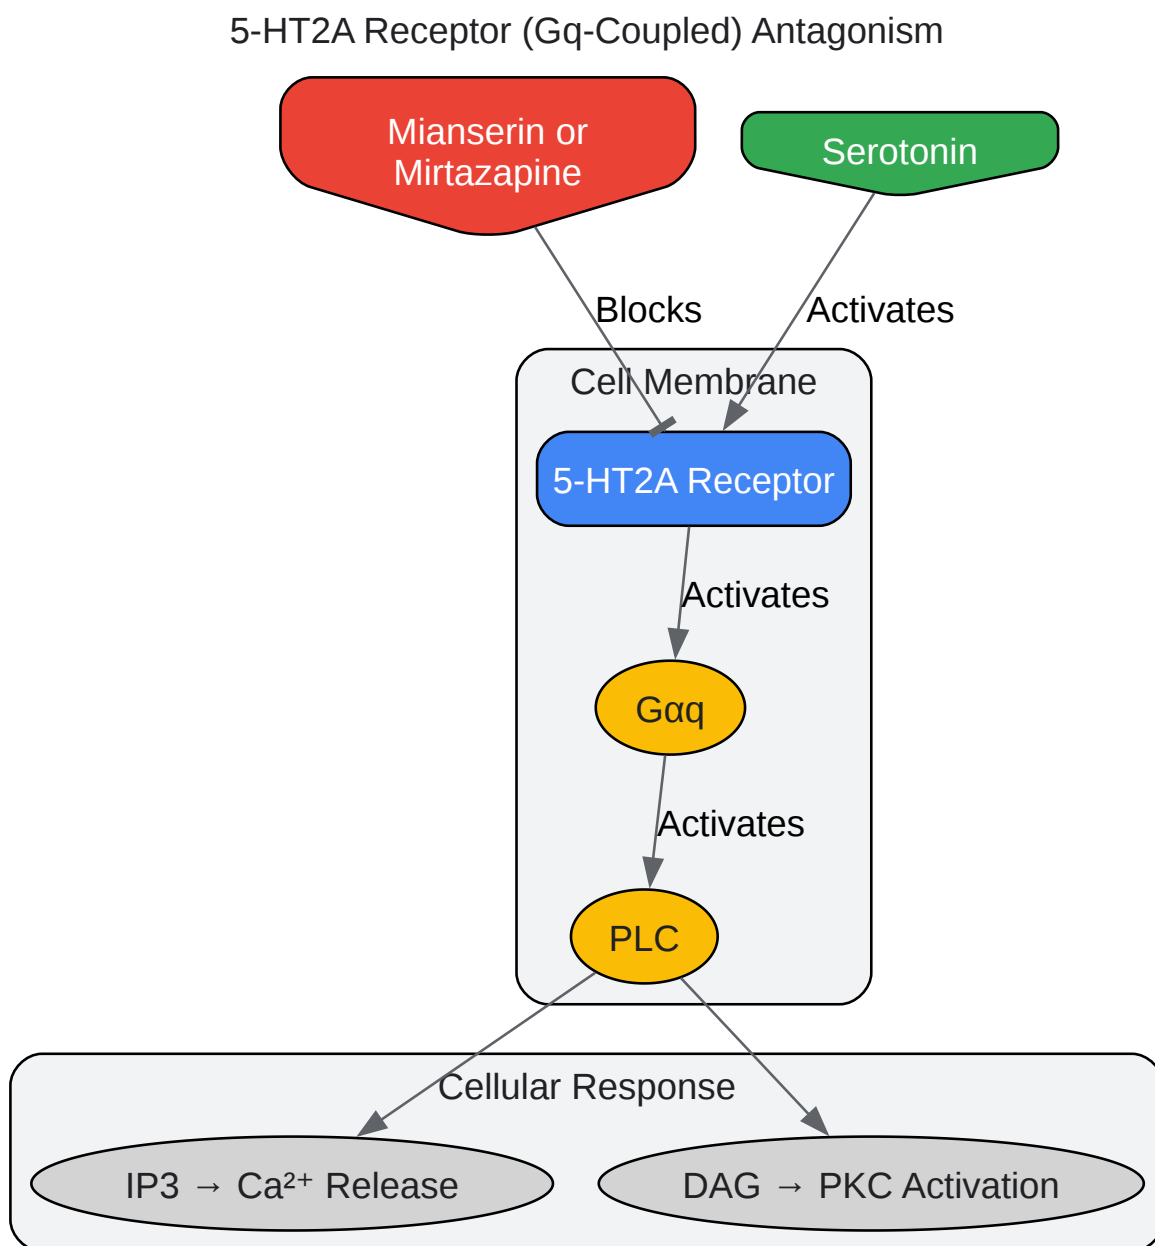 5-HT2A Receptor (Gq-Coupled) Antagonism
Mianserin or
Mirtazapine
Serotonin
Blocks
Activates
Cell Membrane
5-HT2A Receptor
Activates
Gαq
Activates
PLC
Cellular Response
IP3 → Ca²⁺ Release
DAG → PKC Activation